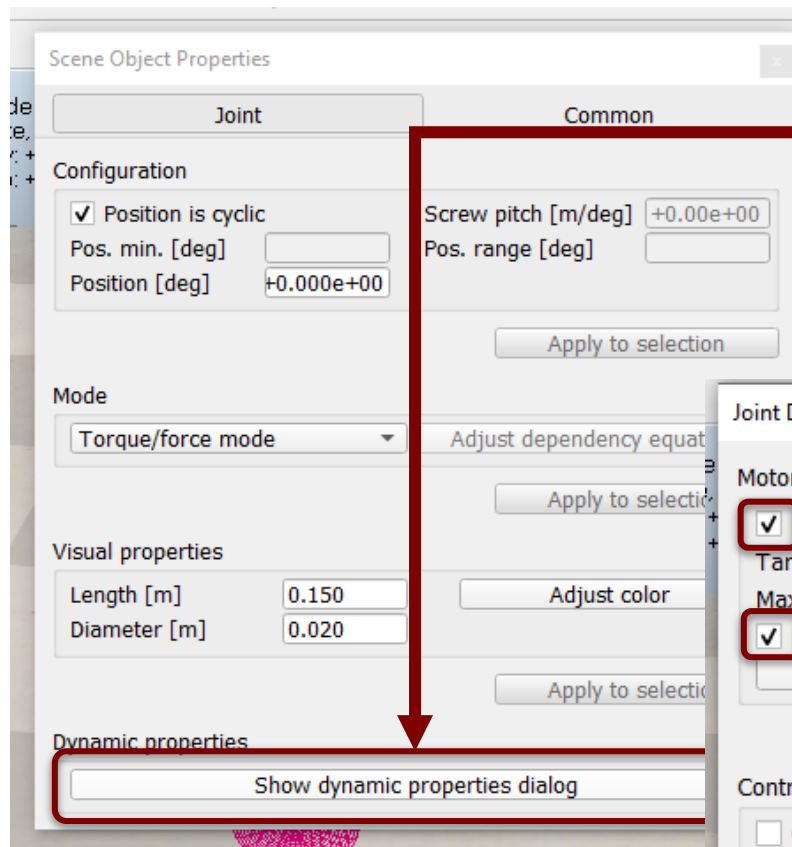 Scene Object Properties
x
Joint
Common
Configuration
Position is cyclic
Screw pitch [m/deg] +0.00e+00
Pos. min. [deg]
Pos. range [deg]
Position [deg] +0.000e+00
Apply to selection
Mode
Torque/force mode
Adjust dependency equat
Apply to selectio
Visual properties
Length [m] 0.150
Adjust color
Diameter [m] 0.020
Apply to selectio
Dynamic properties
Show dynamic properties dialog
Joint D
Motor
Tar
Max
Contr